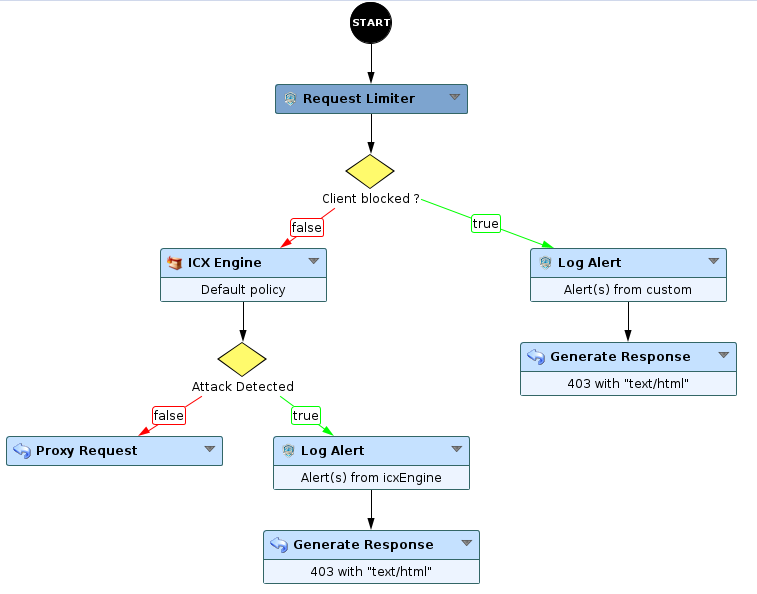 START
Request Limiter
Client blocked ?
false
true
ICX Engine
Default policy
Log Alert
Alert(s) from custom
Generate Response
403 with "text/html"
Attack Detected
false
true
Proxy Request
Log Alert
Alert(s) from icxEngine
Generate Response
403 with "text/html"